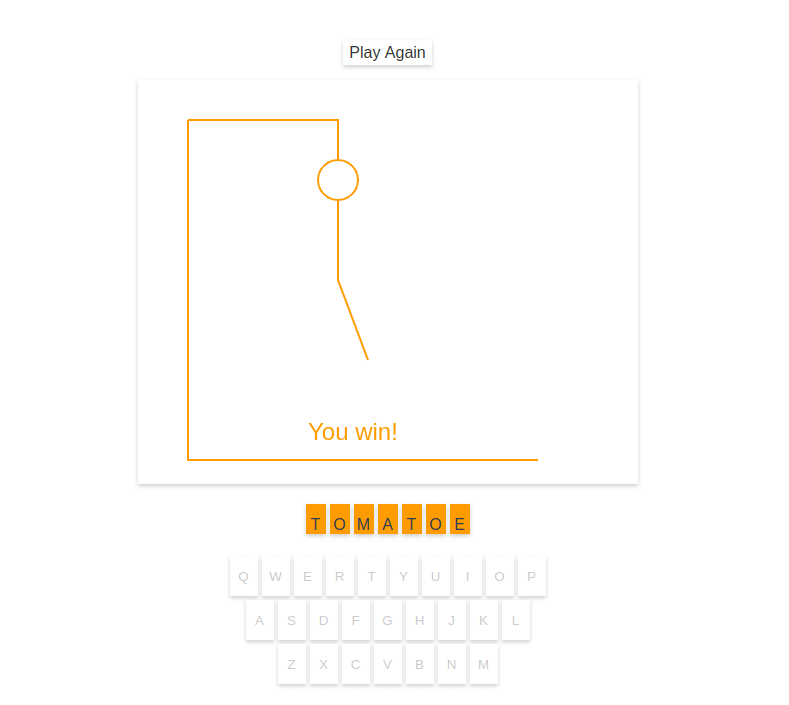 Play Again
You win!
T O M A T O E
Q W E R T Y U I O P
A S D F G H J K L
Z X C V B N M